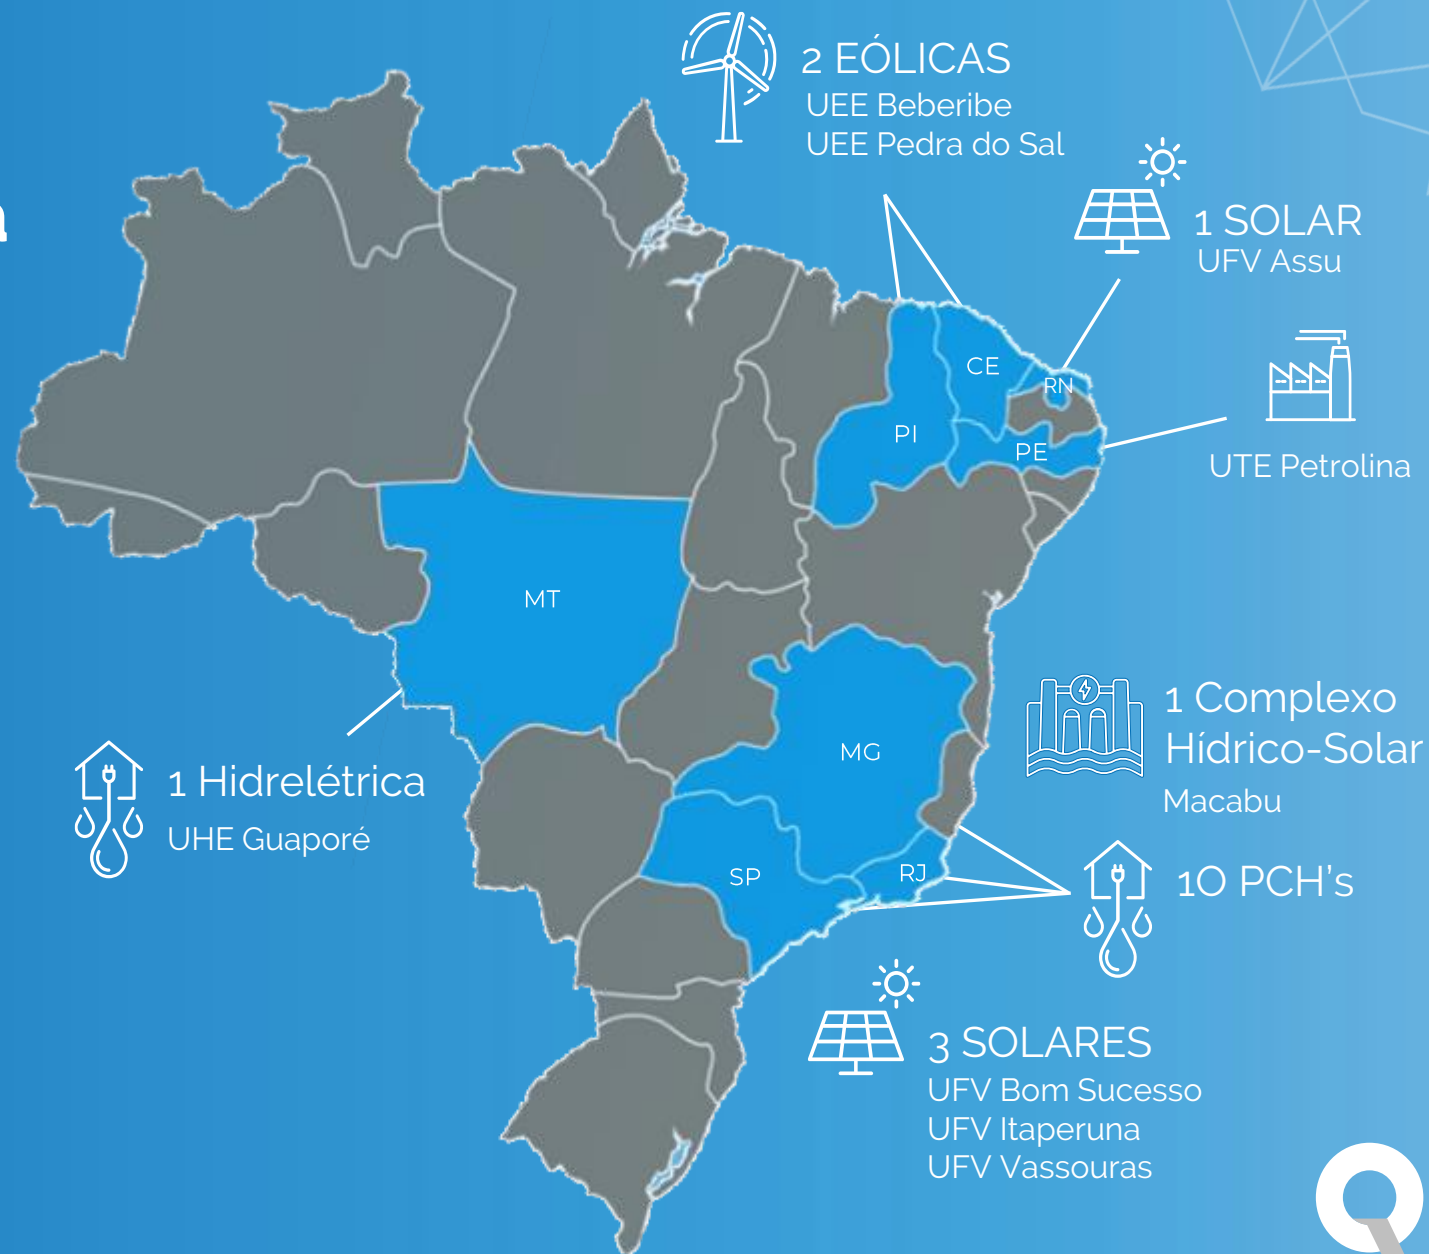 2 EÓLICAS
UEE Beberibe
UEE Pedra do Sal
1 SOLAR
UFV Assu
CE
RN
PI
PE
UTE Petrolina
MT
1 Complexo
Hídrico-Solar
Macabu
MG
1 Hidrelétrica
UHE Guaporé
SP
RJ
10 PCH's
3 SOLARES
UFV Bom Sucesso
UFV Itaperuna
UFV Vassouras